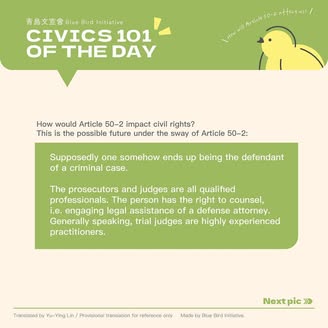 青鳥文宣會 Blue Bird Initiative
CIVICS 101
OF THE DAY
How will Article 50-2 affect us?!
How would Article 50-2 impact civil rights?
This is the possible future under the sway of Article 50-2:
Supposedly one somehow ends up being the defendant
of a criminal case.
The prosecutors and judges are all qualified
professionals. The person has the right to counsel,
i.e. engaging legal assistance of a defense attorney.
Generally speaking, trial judges are highly experienced
practitioners.
Next pic
Translated by Yu-Ying Lin / Provisional translation for reference only Made by Blue Bird Initiative.